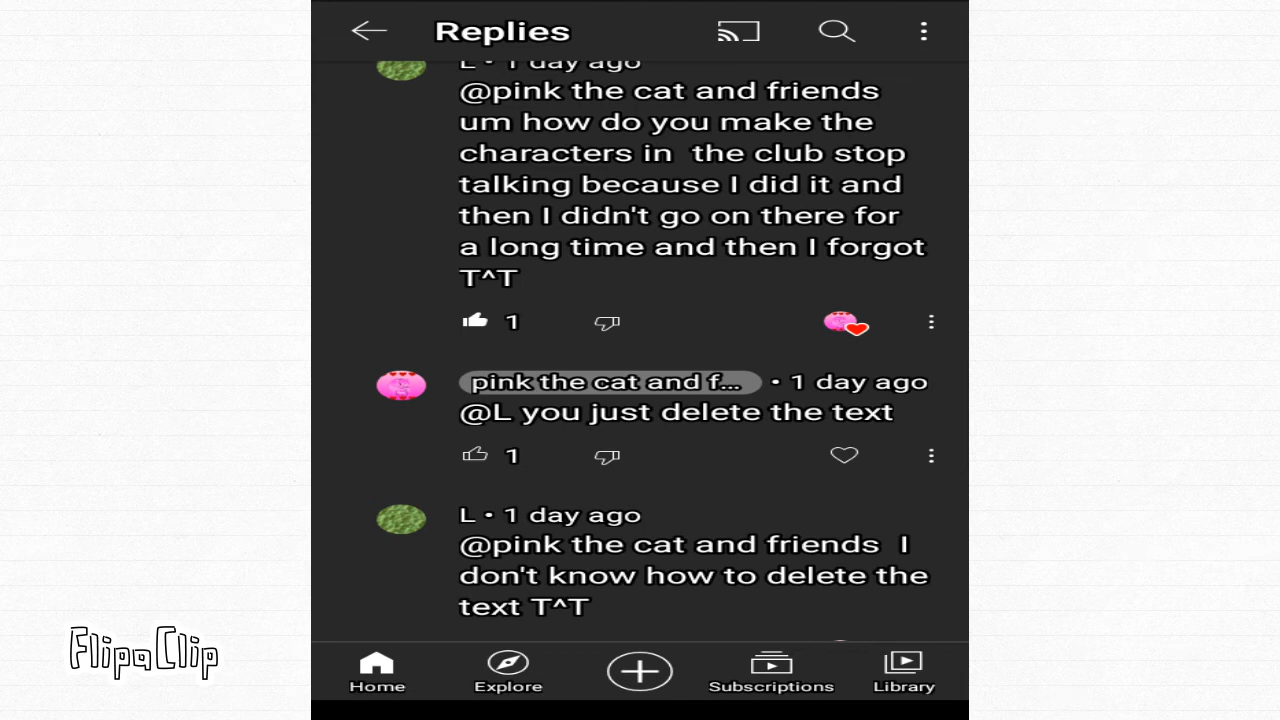 Replies
L • 1 day ago
@pink the cat and friends
um how do you make the
characters in  the club stop
talking because I did it and
then I didn't go on there for
a long time and then I forgot
T^T
1
pink the cat and f... • 1 day ago
@L you just delete the text
1
L • 1 day ago
@pink the cat and friends  I
don't know how to delete the
text T^T
FlipaClip
Home Explore Subscriptions Library